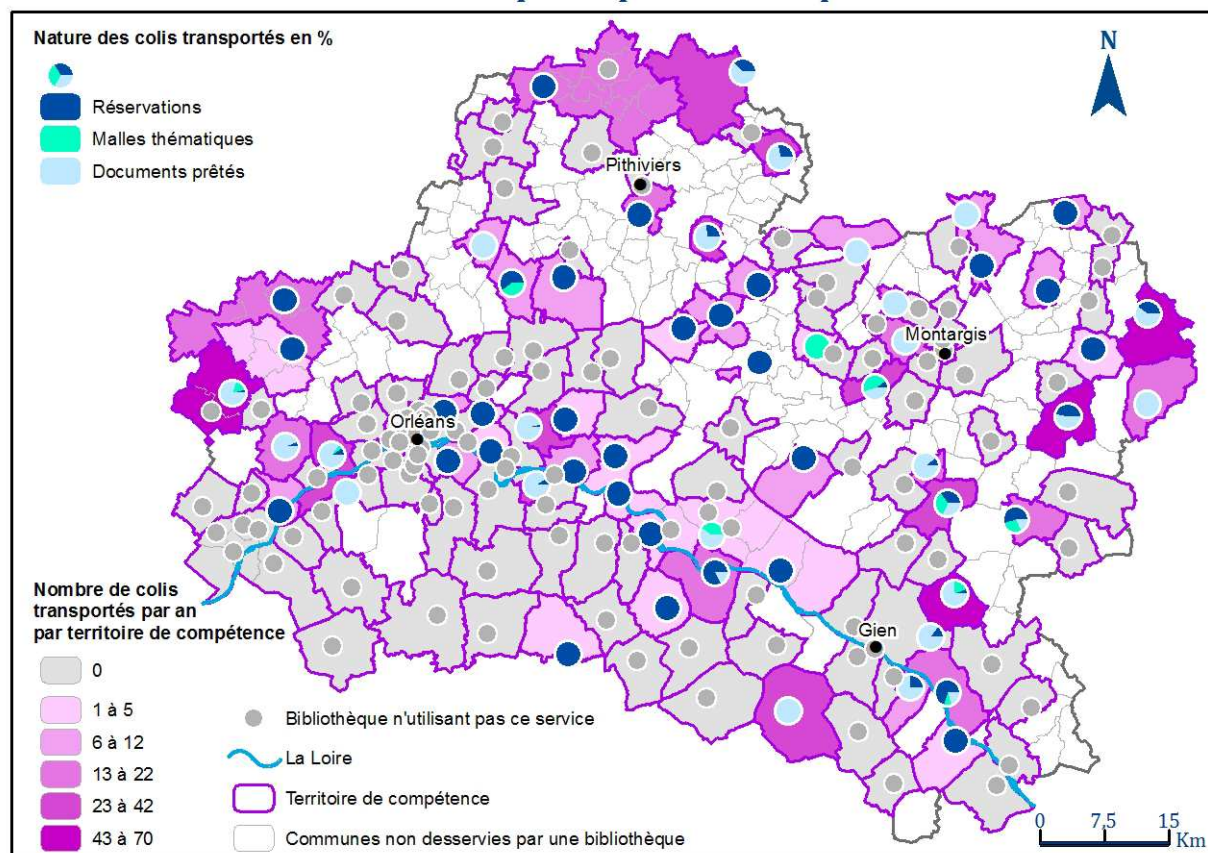 Nature des colis transportés en %
Réservations
Malles thématiques
Documents prêtés
N
Pithiviers
Montargis
Orléans
Gien
Nombre de colis
transportés par an
par territoire de compétence
0
1 à 5
6 à 12
13 à 22
23 à 42
43 à 70
Bibliothèque n'utilisant pas ce service
La Loire
Territoire de compétence
Communes non desservies par une bibliothèque
0 7,5 15
Km